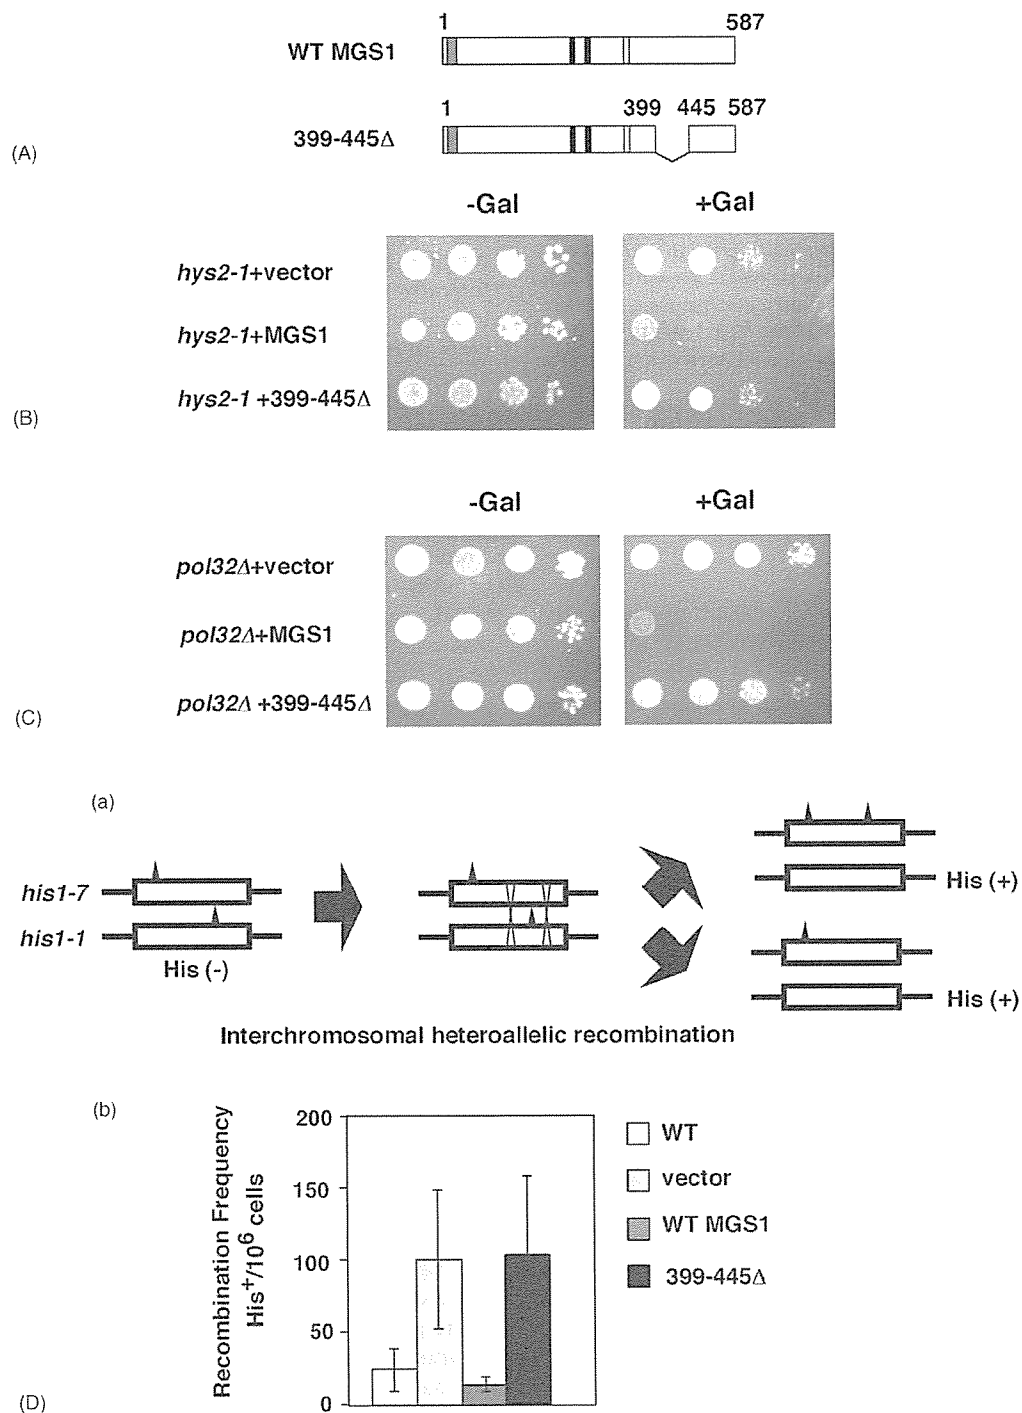 1 587
WT MGS1
1 399 445 587
399-445Δ
(A)
-Gal +Gal
hys2-1+vector
hys2-1+MGS1
hys2-1 +399-445Δ
(B)
-Gal +Gal
pol32Δ+vector
pol32Δ+MGS1
pol32Δ +399-445Δ
(C)
(a)
his1-7
his1-1
His (-)
His (+)
His (+)
Interchromosomal heteroallelic recombination
(b)
Recombination Frequency
His+/10^6 cells
200
150
100
50
0
WT
vector
WT MGS1
399-445Δ
(D)